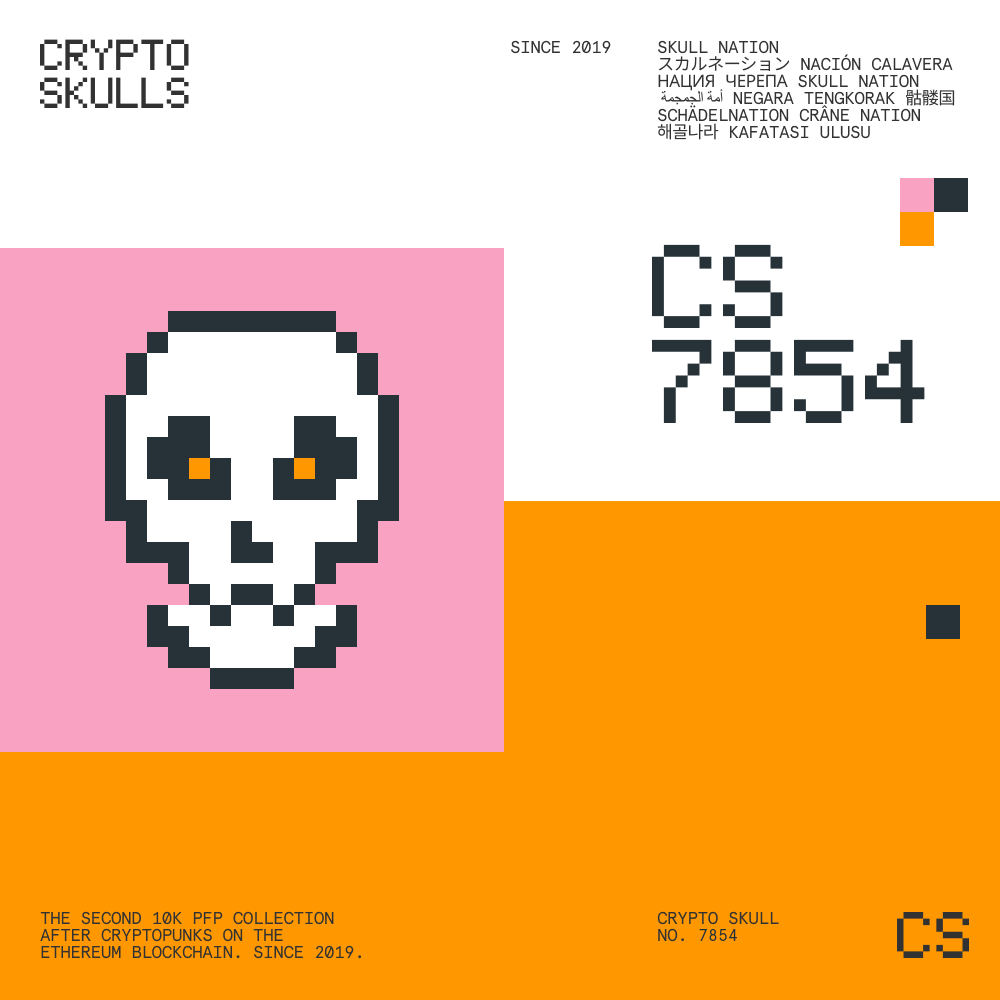 CRYPTO
SKULLS
SINCE 2019
SKULL NATION
スカルネーション NACIÓN CALAVERA
НАЦИЯ ЧЕРЕПА SKULL NATION
أمة الجمجمة NEGARA TENGKORAK 骷髅国
SCHÄDELNATION CRÂNE NATION
해골나라 KAFATASI ULUSU
CS
7854
THE SECOND 10K PFP COLLECTION
AFTER CRYPTOPUNKS ON THE
ETHEREUM BLOCKCHAIN. SINCE 2019.
CRYPTO SKULL
NO. 7854
CS